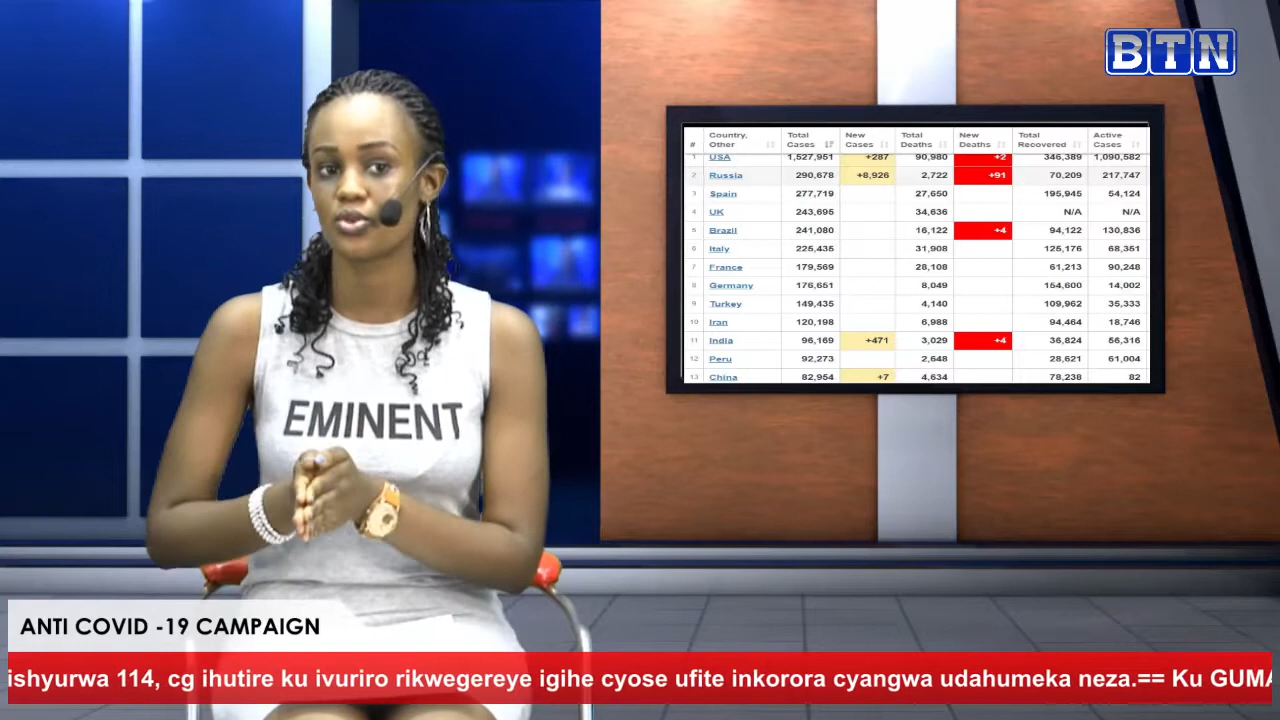 BTN
# Country, Other Total Cases New Cases Total Deaths New Deaths Total Recovered Active Cases
1 USA 1,527,951 +287 90,980 +2 346,389 1,090,582
2 Russia 290,678 +8,926 2,722 +91 70,209 217,747
3 Spain 277,719 27,650 195,945 54,124
4 UK 243,695 34,636 N/A N/A
5 Brazil 241,080 16,122 +4 94,122 130,836
6 Italy 225,435 31,908 125,176 68,351
7 France 179,569 28,108 61,213 90,248
8 Germany 176,651 8,049 154,600 14,002
9 Turkey 149,435 4,140 109,962 35,333
10 Iran 120,198 6,988 94,464 18,746
11 India 96,169 +471 3,029 +4 36,824 56,316
12 Peru 92,273 2,648 28,621 61,004
13 China 82,954 +7 4,634 78,238 82
EMINENT
ANTI COVID -19 CAMPAIGN
ishyurwa 114, cg ihutire ku ivuriro rikwegereye igihe cyose ufite inkorora cyangwa udahumeka neza.== Ku GUMA